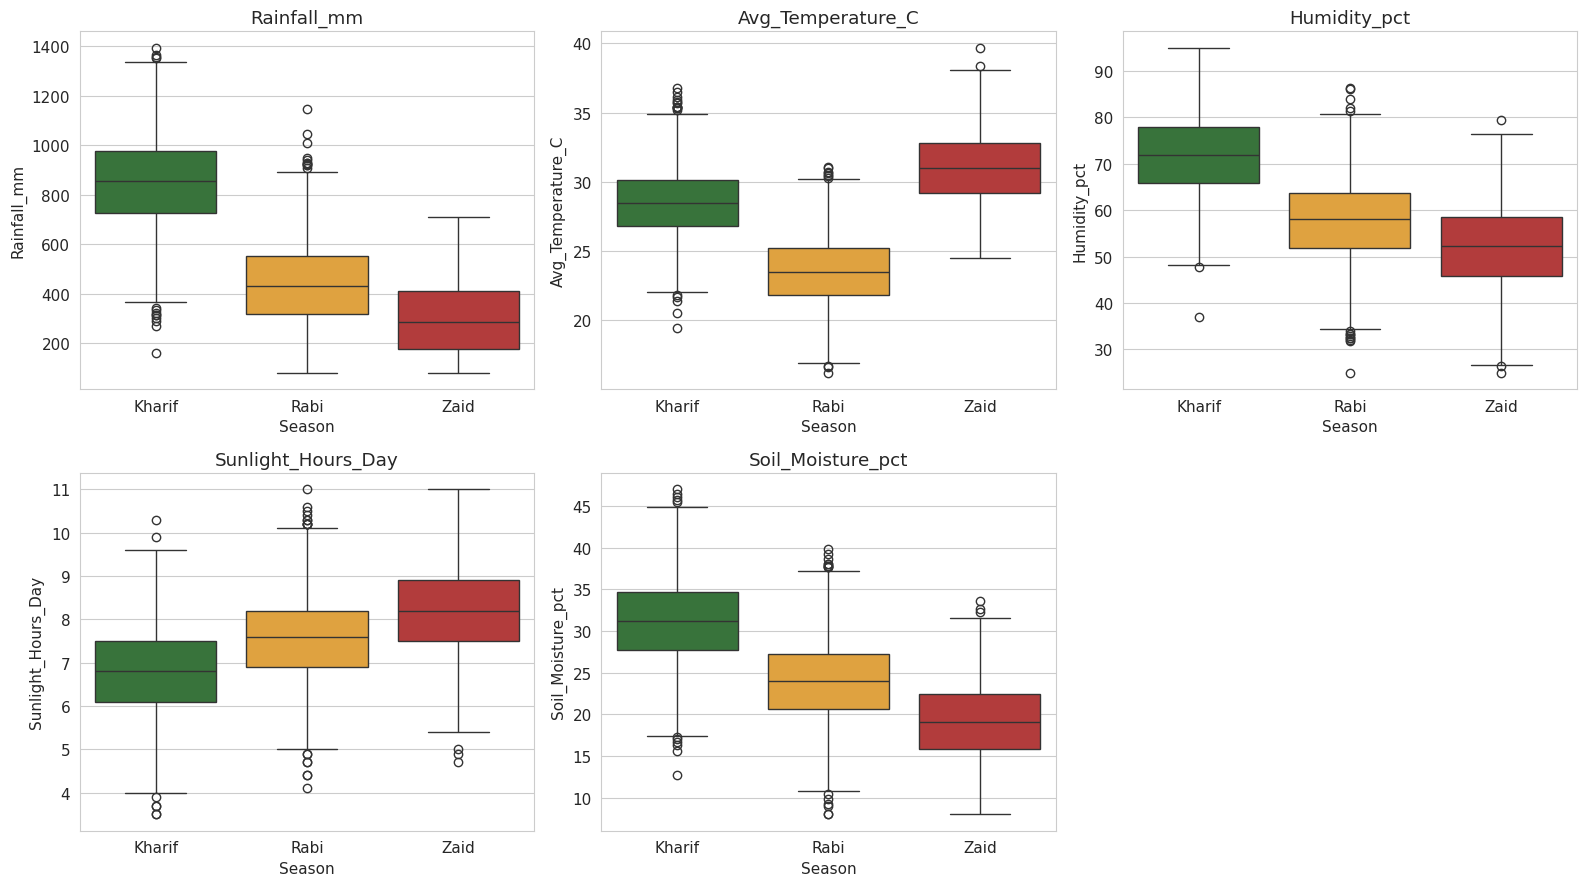 Rainfall_mm
Rainfall_mm
1400
1200
1000
800
600
400
200
Kharif Rabi Zaid
Season
Avg_Temperature_C
Avg_Temperature_C
40
35
30
25
20
Kharif Rabi Zaid
Season
Humidity_pct
Humidity_pct
90
80
70
60
50
40
30
Kharif Rabi Zaid
Season
Sunlight_Hours_Day
Sunlight_Hours_Day
11
10
9
8
7
6
5
4
Kharif Rabi Zaid
Season
Soil_Moisture_pct
Soil_Moisture_pct
45
40
35
30
25
20
15
10
Kharif Rabi Zaid
Season